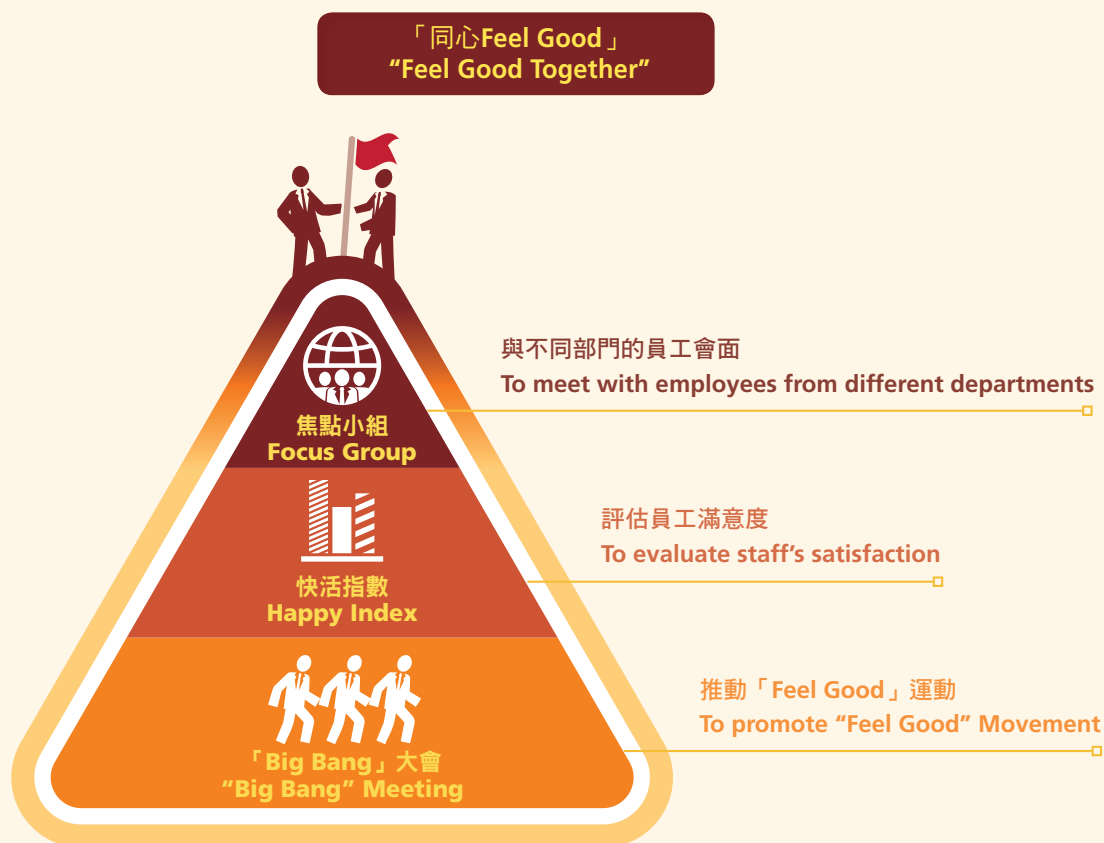 「同心Feel Good」
“Feel Good Together”
與不同部門的員工會面
To meet with employees from different departments
焦點小組
Focus Group
評估員工滿意度
To evaluate staff’s satisfaction
快活指數
Happy Index
推動「Feel Good」運動
To promote “Feel Good” Movement
「Big Bang」大會
“Big Bang” Meeting